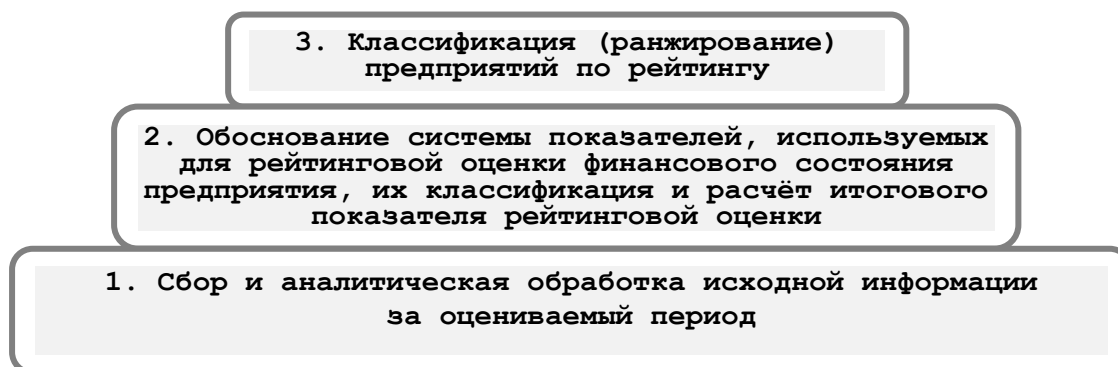 3. Классификация (ранжирование)
предприятий по рейтингу
2. Обоснование системы показателей, используемых
для рейтинговой оценки финансового состояния
предприятия, их классификация и расчёт итогового
показателя рейтинговой оценки
1. Сбор и аналитическая обработка исходной информации
за оцениваемый период